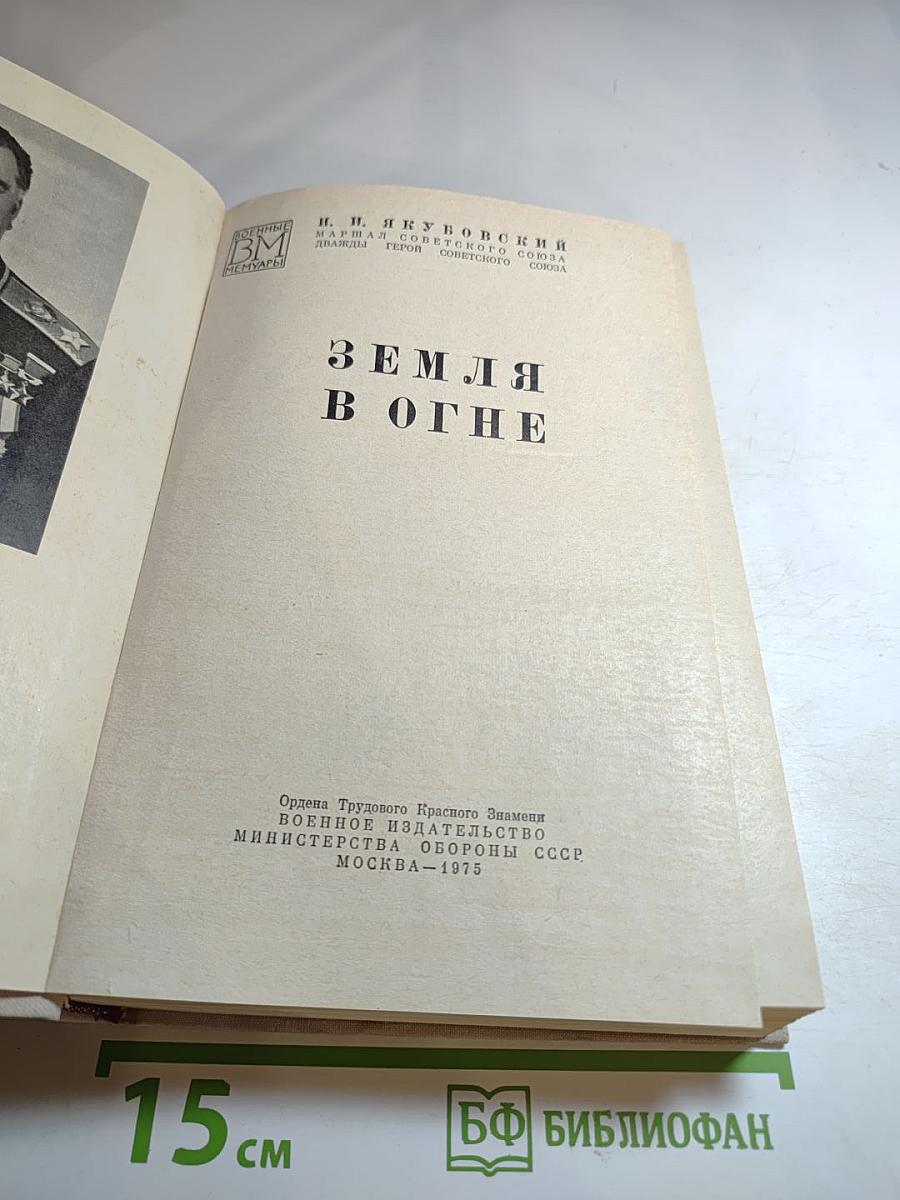 ВОЕННЫЕ
ВМ
МЕМУАРЫ
И. И. ЯКУБОВСКИЙ
МАРШАЛ СОВЕТСКОГО СОЮЗА
ДВАЖДЫ ГЕРОЙ СОВЕТСКОГО СОЮЗА
ЗЕМЛЯ
В ОГНЕ
Ордена Трудового Красного Знамени
ВОЕННОЕ ИЗДАТЕЛЬСТВО
МИНИСТЕРСТВА ОБОРОНЫ СССР
МОСКВА—1975
15 см
БФ БИБЛИОФАН